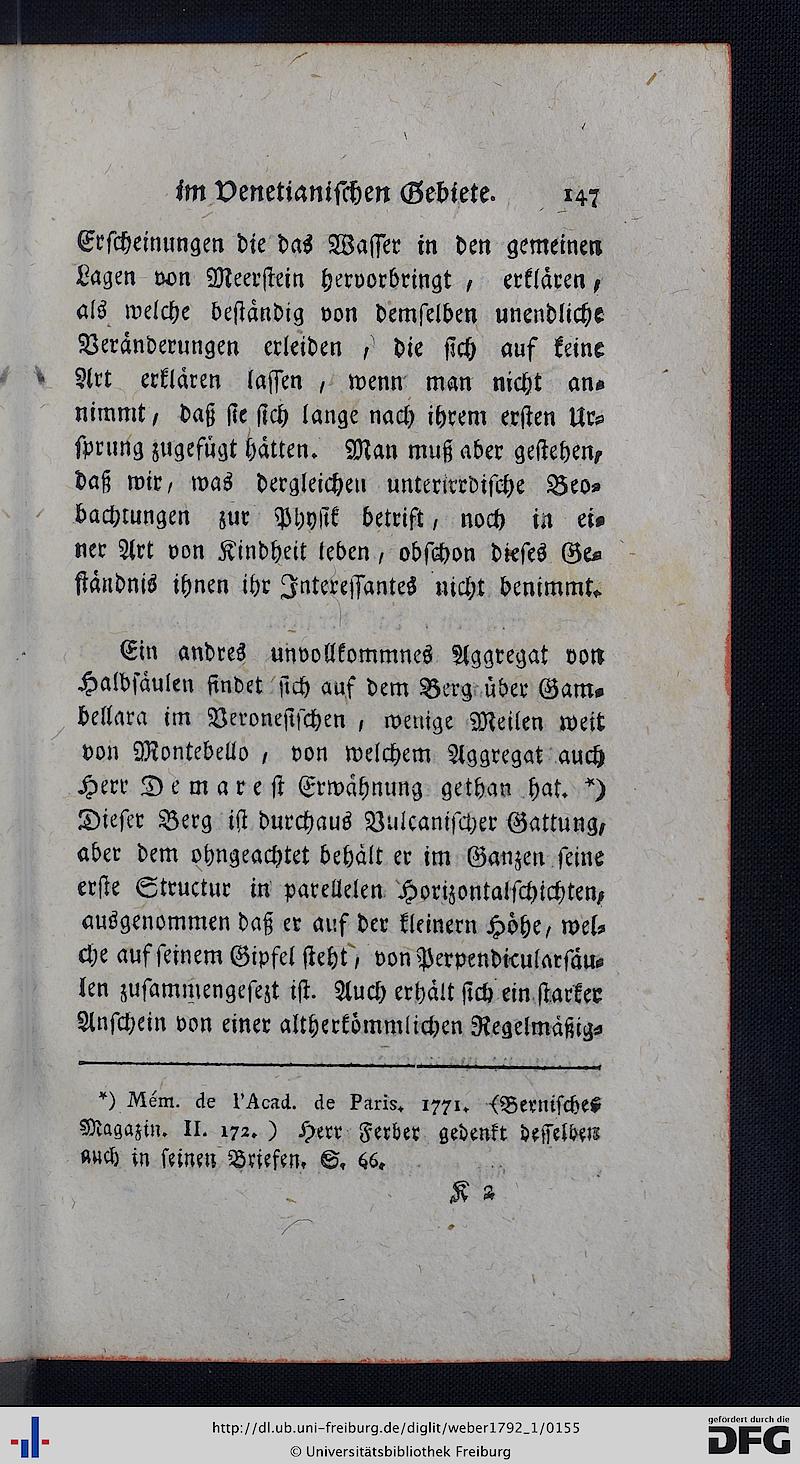 im Venetianischen Gebiete. 147
Erscheinungen die das Wasser in den gemeinen
Lagen von Meerstein hervorbringt, erklären,
als welche beständig von demselben unendliche
Veränderungen erleiden, die sich auf keine
Art erklären lassen, wenn man nicht an-
nimmt, daß sie sich lange nach ihrem ersten Ur-
sprung zugefügt hätten. Man muß aber gestehen,
daß wir, was dergleichen unterirrdische Beo-
bachtungen zur Physik betrift, noch in ei-
ner Art von Kindheit leben, obschon dieses Ge-
ständnis ihnen ihr Interessantes nicht benimmt.
Ein andres unvollkommnes Aggregat von
Halbsäulen findet sich auf dem Berg über Gam-
bellara im Veronesischen, wenige Meilen weit
von Montebello, von welchem Aggregat auch
Herr Demarest Erwähnung gethan hat. *)
Dieser Berg ist durchaus Vulcanischer Gattung,
aber dem ohngeachtet behält er im Ganzen seine
erste Structur in parellelen Horizontalschichten,
ausgenommen daß er auf der kleinern Höhe, wel-
che auf seinem Gipfel steht, von Perpendicularsäu-
len zusammengesezt ist. Auch erhält sich ein starker
Anschein von einer altherkömmlichen Regelmäßig-
*) Mém. de l'Acad. de Paris. 1771. (Bernisches
Magazin. II. 172.) Herr Ferber gedenkt desselben
auch in seinen Briefen. S. 66.
K 2
http://dl.ub.uni-freiburg.de/diglit/weber1792_1/0155
© Universitätsbibliothek Freiburg
gefördert durch die
DFG